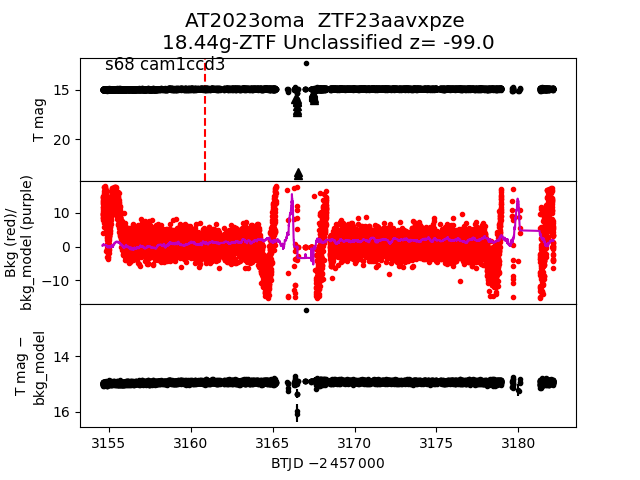 AT2023oma  ZTF23aavxpze
18.44g-ZTF Unclassified z= -99.0
s68 cam1ccd3
15
20
T mag
10
0
−10
Bkg (red)/
bkg_model (purple)
14
16
T mag −
bkg_model
3155 3160 3165 3170 3175 3180
BTJD −2 457 000